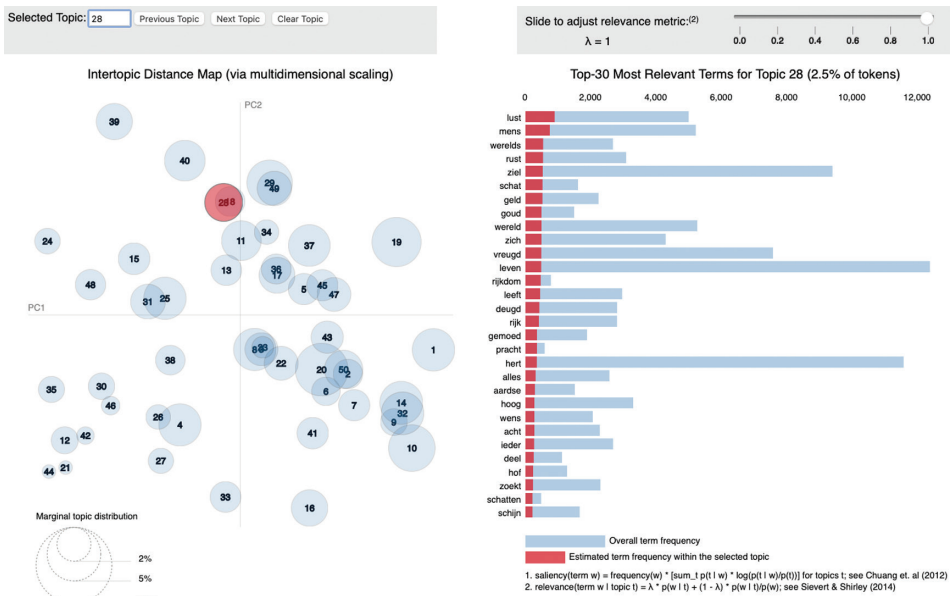 Selected Topic: 28 Previous Topic Next Topic Clear Topic
Slide to adjust relevance metric:(2)
λ = 1
0.0 0.2 0.4 0.6 0.8 1.0
Intertopic Distance Map (via multidimensional scaling)
PC2
PC1
39
40
29
49
28
18
34
24
11
37
19
15
13
36
17
48
5
45
47
31
25
43
1
8
23
38
22
20
50
2
35
30
6
46
7
14
32
26
4
9
12
42
41
10
27
44
21
33
16
Marginal topic distribution
2%
5%
Top-30 Most Relevant Terms for Topic 28 (2.5% of tokens)
0 2,000 4,000 6,000 8,000 10,000 12,000
lust
mens
werelds
rust
ziel
schat
geld
goud
wereld
zich
vreugd
leven
rijkdom
leeft
deugd
rijk
gemoed
pracht
hert
alles
aardse
hoog
wens
acht
ieder
deel
hof
zoekt
schatten
schijn
Overall term frequency
Estimated term frequency within the selected topic
1. saliency(term w) = frequency(w) * [sum_t p(t | w) * log(p(t | w)/p(t))] for topics t; see Chuang et. al (2012)
2. relevance(term w | topic t) = λ * p(w | t) + (1 - λ) * p(w | t)/p(w); see Sievert & Shirley (2014)